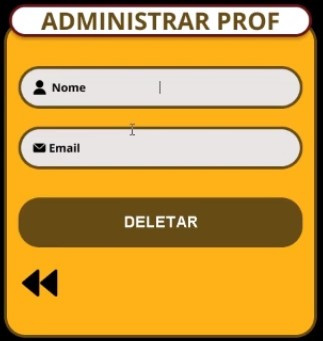 ADMINISTRAR PROF
Nome
Email
DELETAR